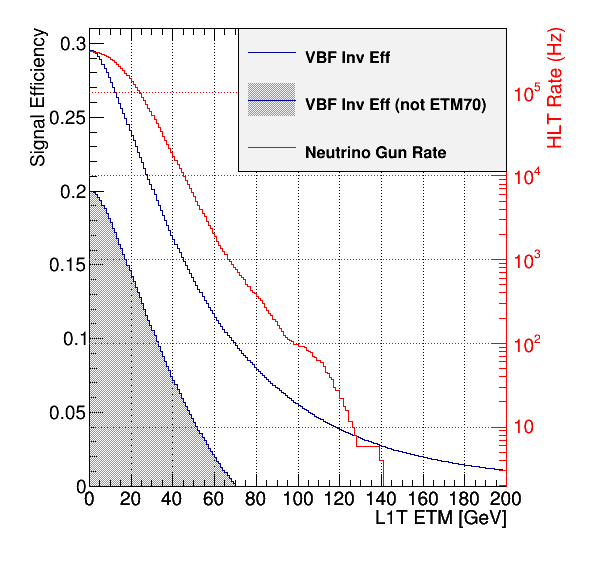 Signal Efficiency
0.3
0.25
0.2
0.15
0.1
0.05
0
VBF Inv Eff
VBF Inv Eff (not ETM70)
Neutrino Gun Rate
HLT Rate (Hz)
10^5
10^4
10^3
10^2
10
0 20 40 60 80 100 120 140 160 180 200
L1T ETM [GeV]